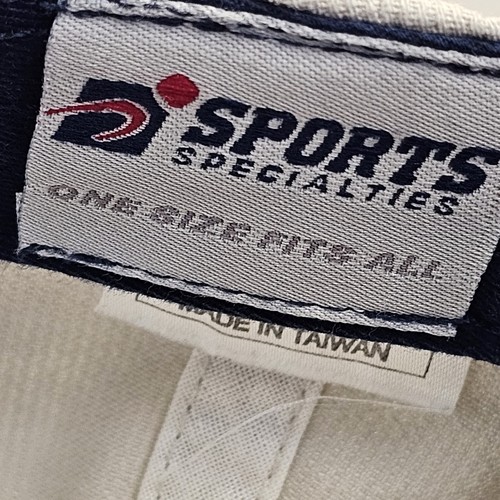 SPORTS
SPECIALTIES
ONE SIZE FITS ALL
MADE IN TAIWAN